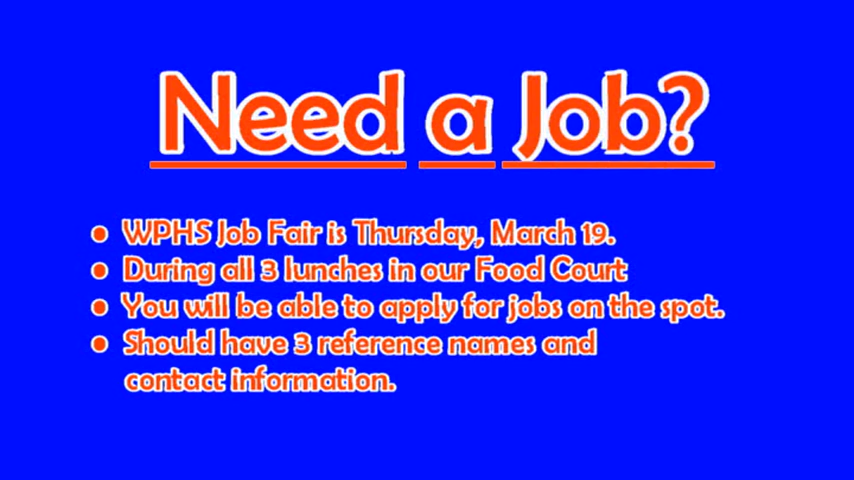 Need a Job?
• WPHS Job Fair is Thursday, March 19.
• During all 3 lunches in our Food Court
• You will be able to apply for jobs on the spot.
• Should have 3 reference names and
contact information.